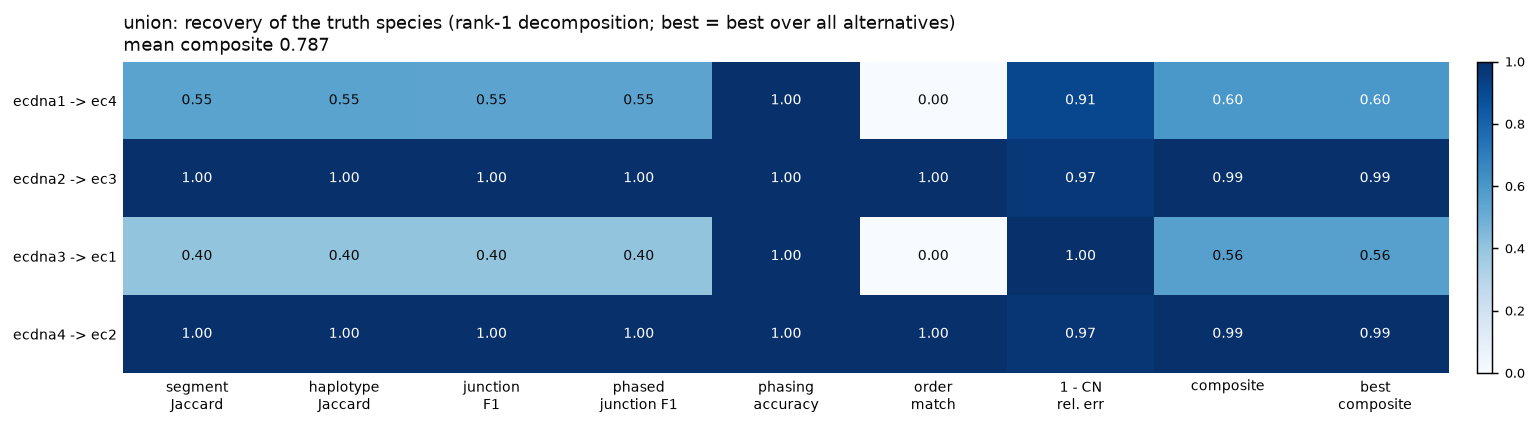 union: recovery of the truth species (rank-1 decomposition; best = best over all alternatives)
mean composite 0.787
ecdna1 -> ec4 0.55 0.55 0.55 0.55 1.00 0.00 0.91 0.60 0.60
ecdna2 -> ec3 1.00 1.00 1.00 1.00 1.00 1.00 0.97 0.99 0.99
ecdna3 -> ec1 0.40 0.40 0.40 0.40 1.00 0.00 1.00 0.56 0.56
ecdna4 -> ec2 1.00 1.00 1.00 1.00 1.00 1.00 0.97 0.99 0.99
segment haplotype junction phased phasing order 1 - CN composite best
Jaccard Jaccard F1 junction F1 accuracy match rel. err composite
1.0
0.8
0.6
0.4
0.2
0.0